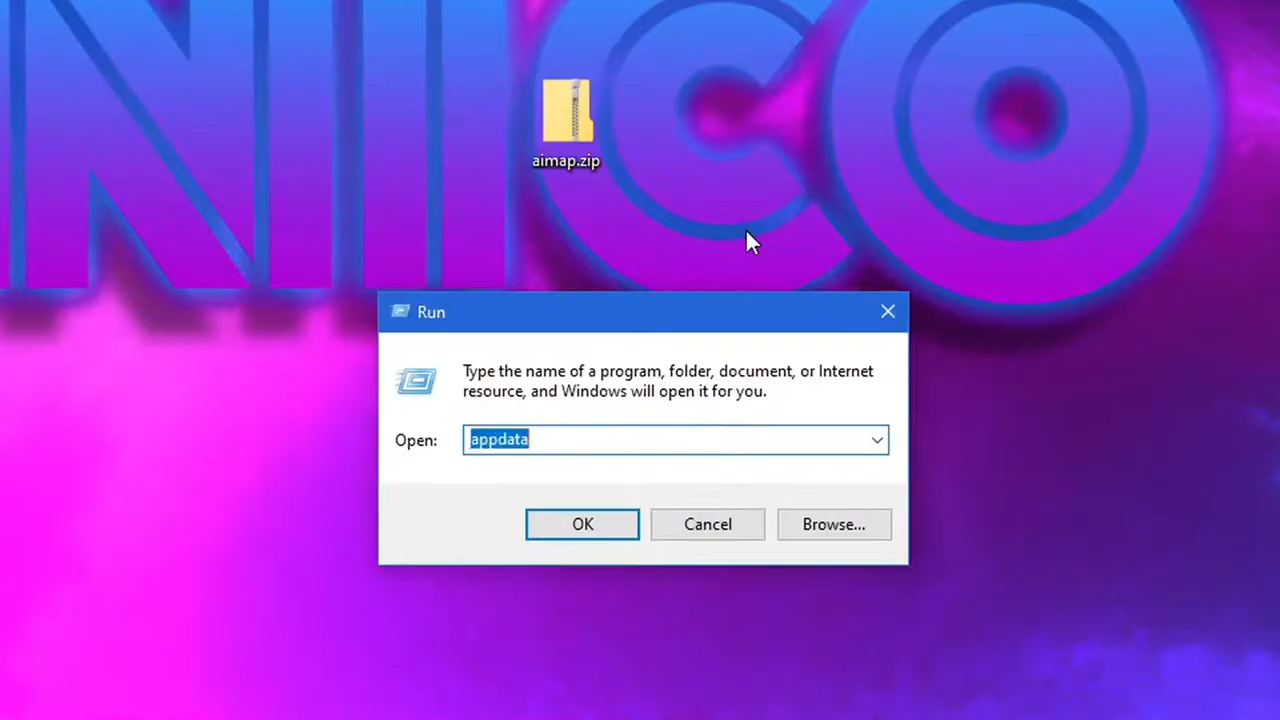 NICO
aimap.zip
Run
Type the name of a program, folder, document, or Internet
resource, and Windows will open it for you.
Open: appdata
OK Cancel Browse...